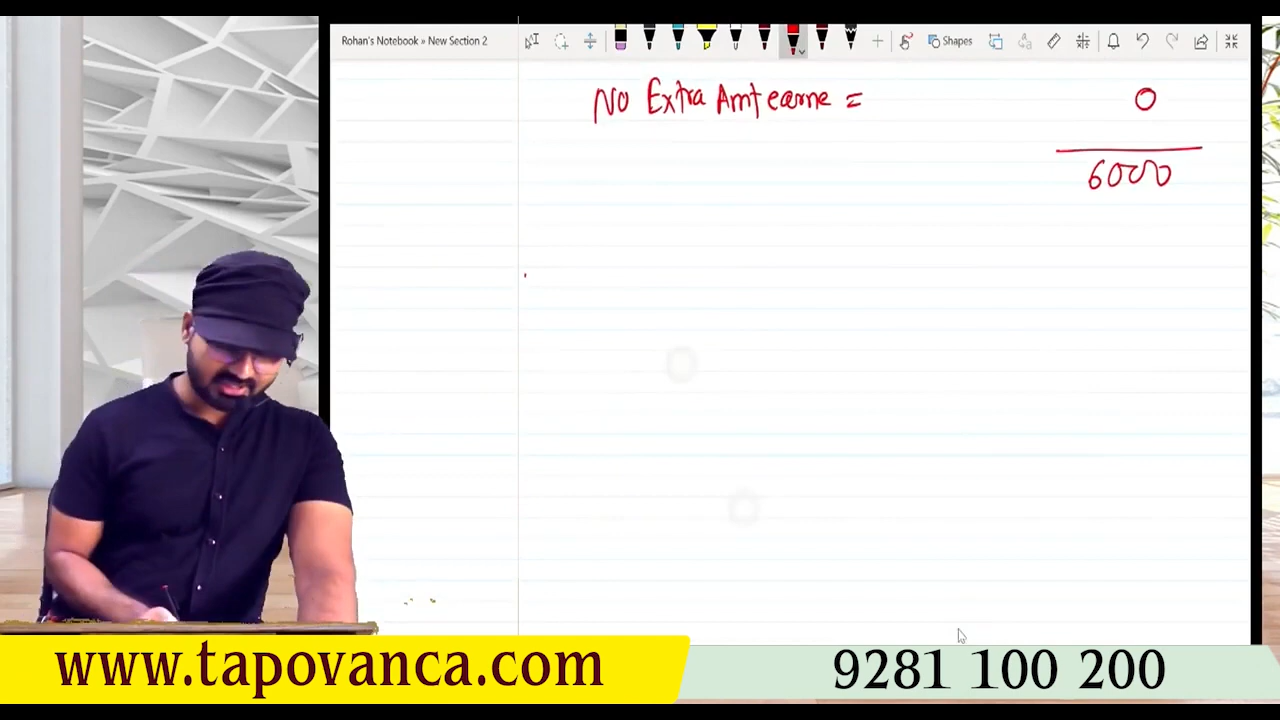 Rohan's Notebook » New Section 2
Shapes
No Extra Amt earne = 0
6000
www.tapovanca.com
9281 100 200